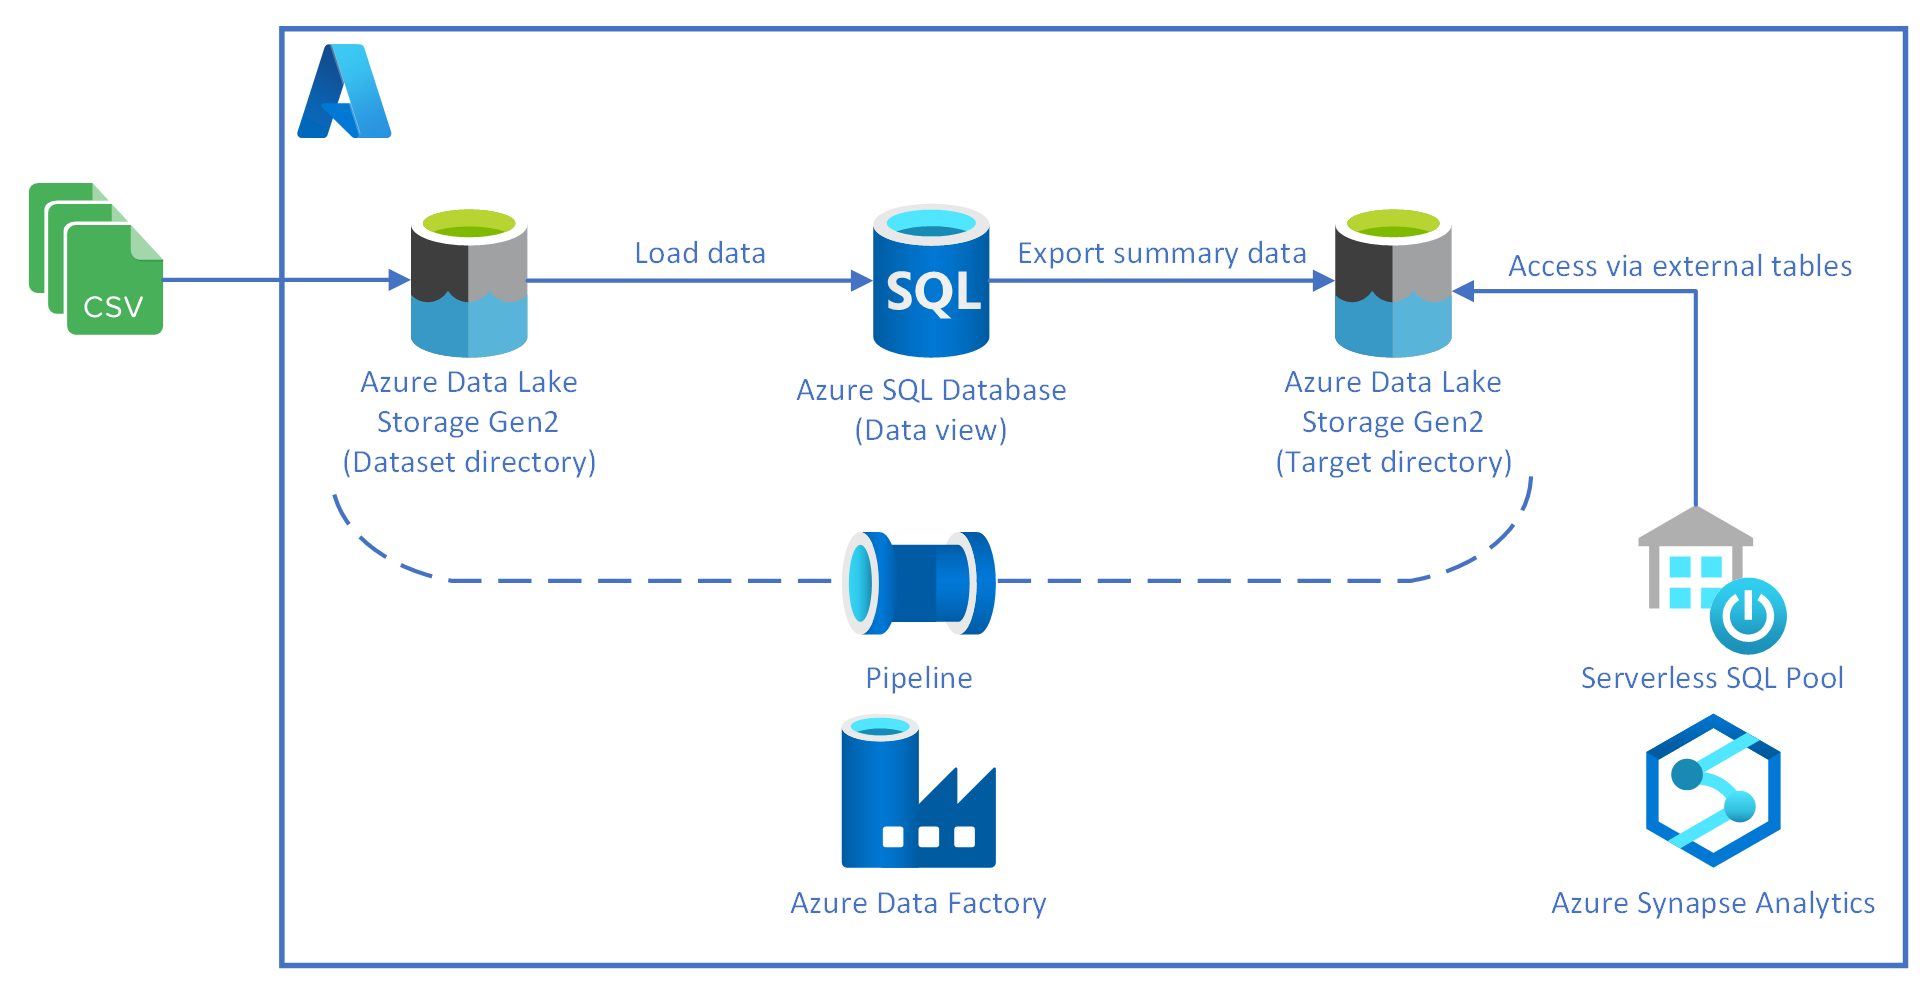 CSV
Load data
Export summary data
Access via external tables
SQL
Azure Data Lake
Storage Gen2
(Dataset directory)
Azure SQL Database
(Data view)
Azure Data Lake
Storage Gen2
(Target directory)
Pipeline
Serverless SQL Pool
Azure Data Factory
Azure Synapse Analytics